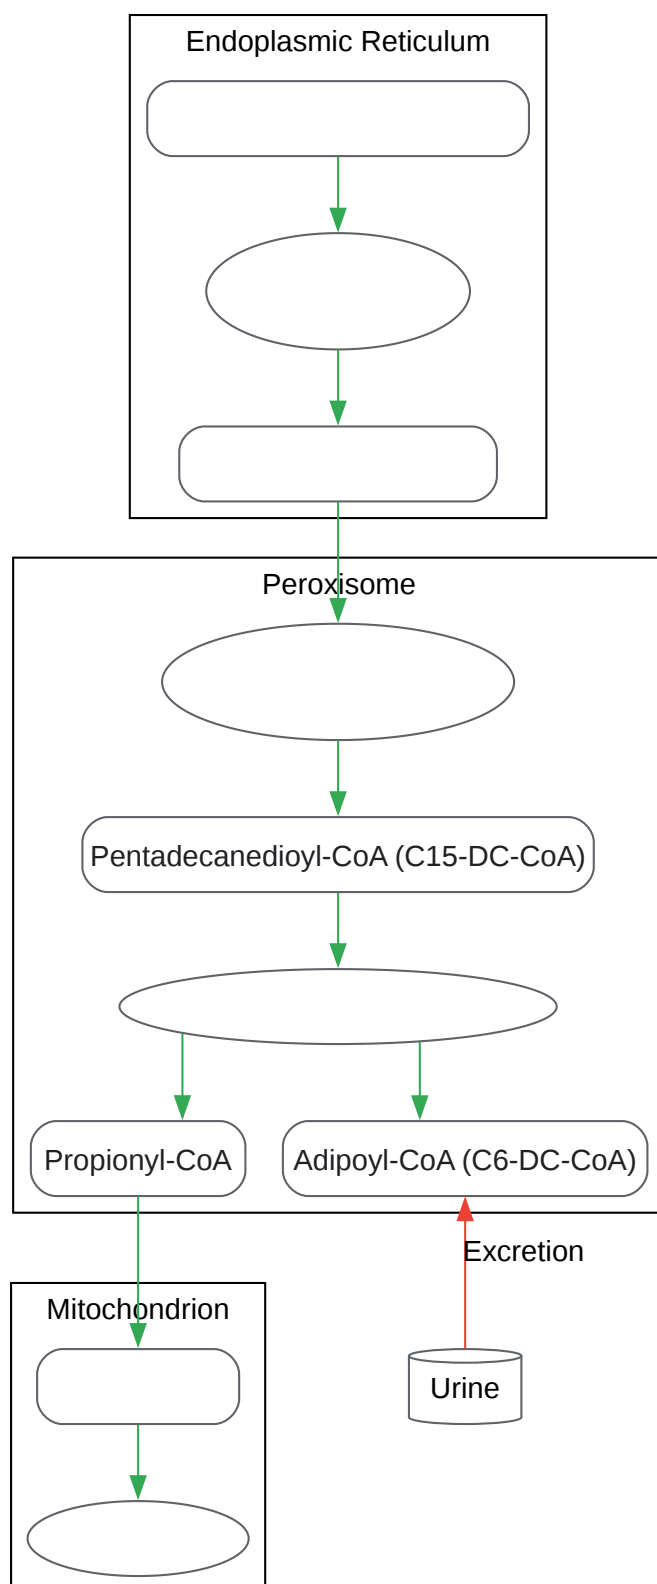 Endoplasmic Reticulum
Peroxisome
Pentadecanedioyl-CoA (C15-DC-CoA)
Propionyl-CoA
Adipoyl-CoA (C6-DC-CoA)
Excretion
Mitochondrion
Urine